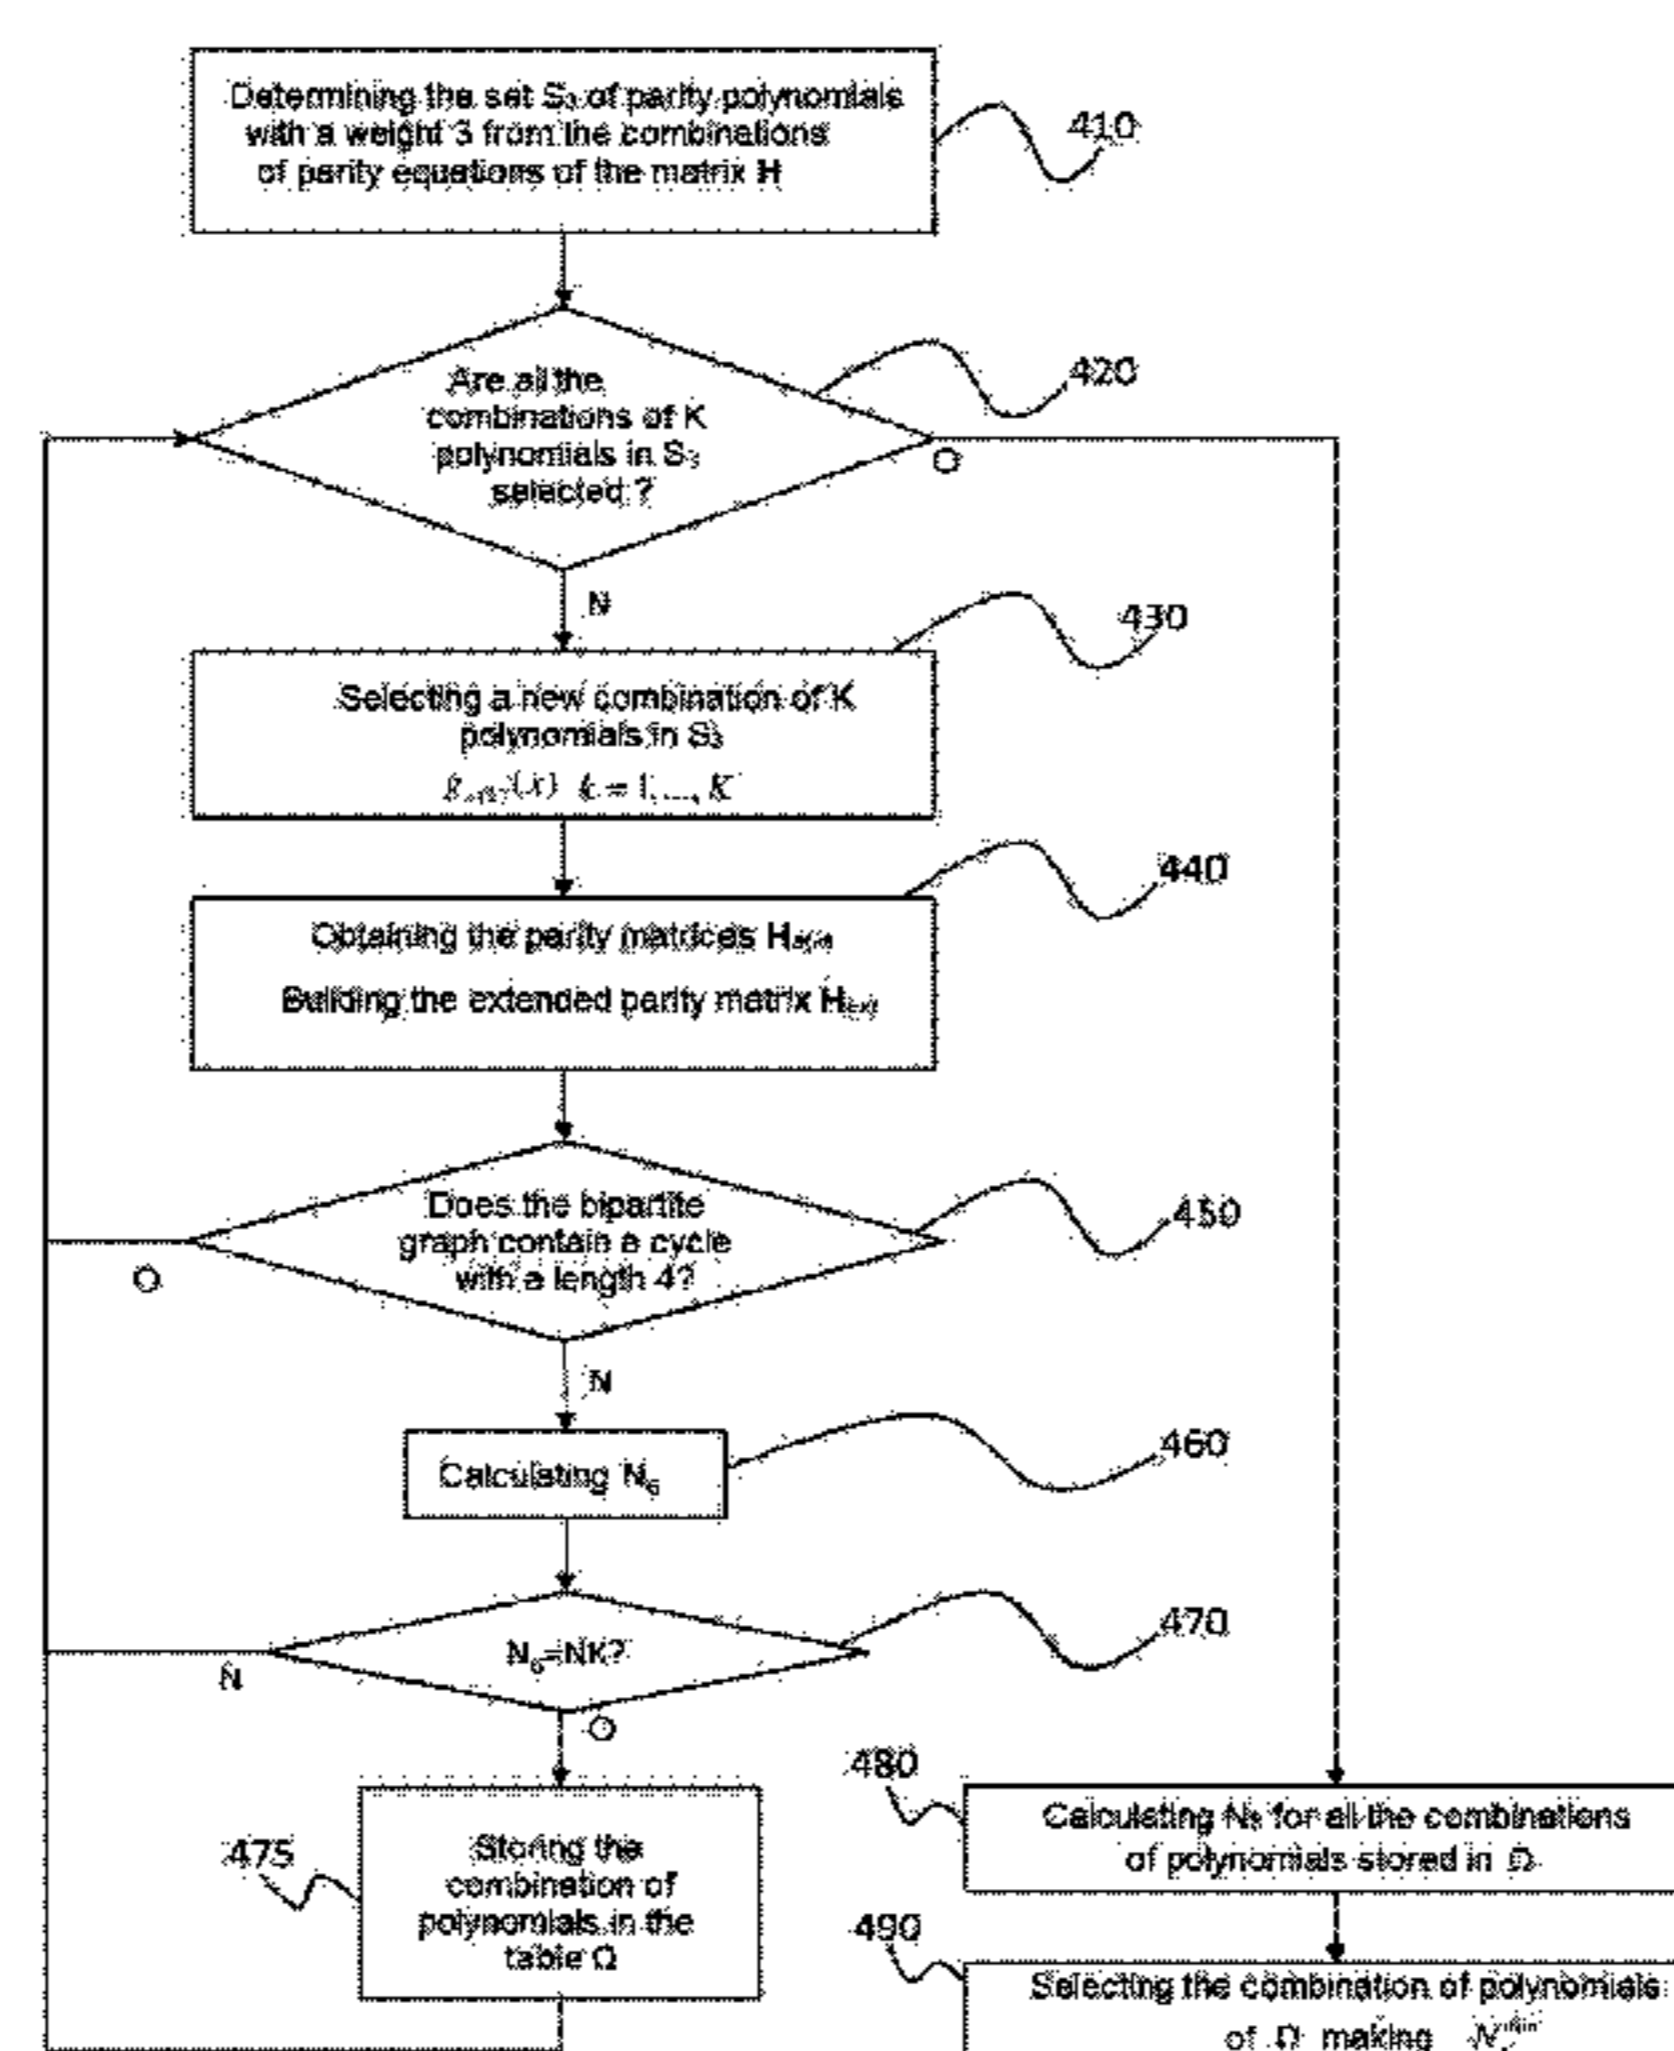 Determining the set S₃ of parity polynomials
with a weight 3 from the combinations
of parity equations of the matrix H
410
Are all the
combinations of K
polynomials in S₃
selected ?
420
O
N
430
Selecting a new combination of K
polynomials in S₃
k = 1, ..., K
440
Obtaining the parity matrices
Building the extended parity matrix
Does the bipartite
graph contain a cycle
with a length 4?
450
O
N
Calculating N₆
460
N₆=NK?
470
N
O
475
Storing the
combination of
polynomials in the
table Ω
480
Calculating for all the combinations
of polynomials stored in Ω
490
Selecting the combination of polynomials
of Ω making